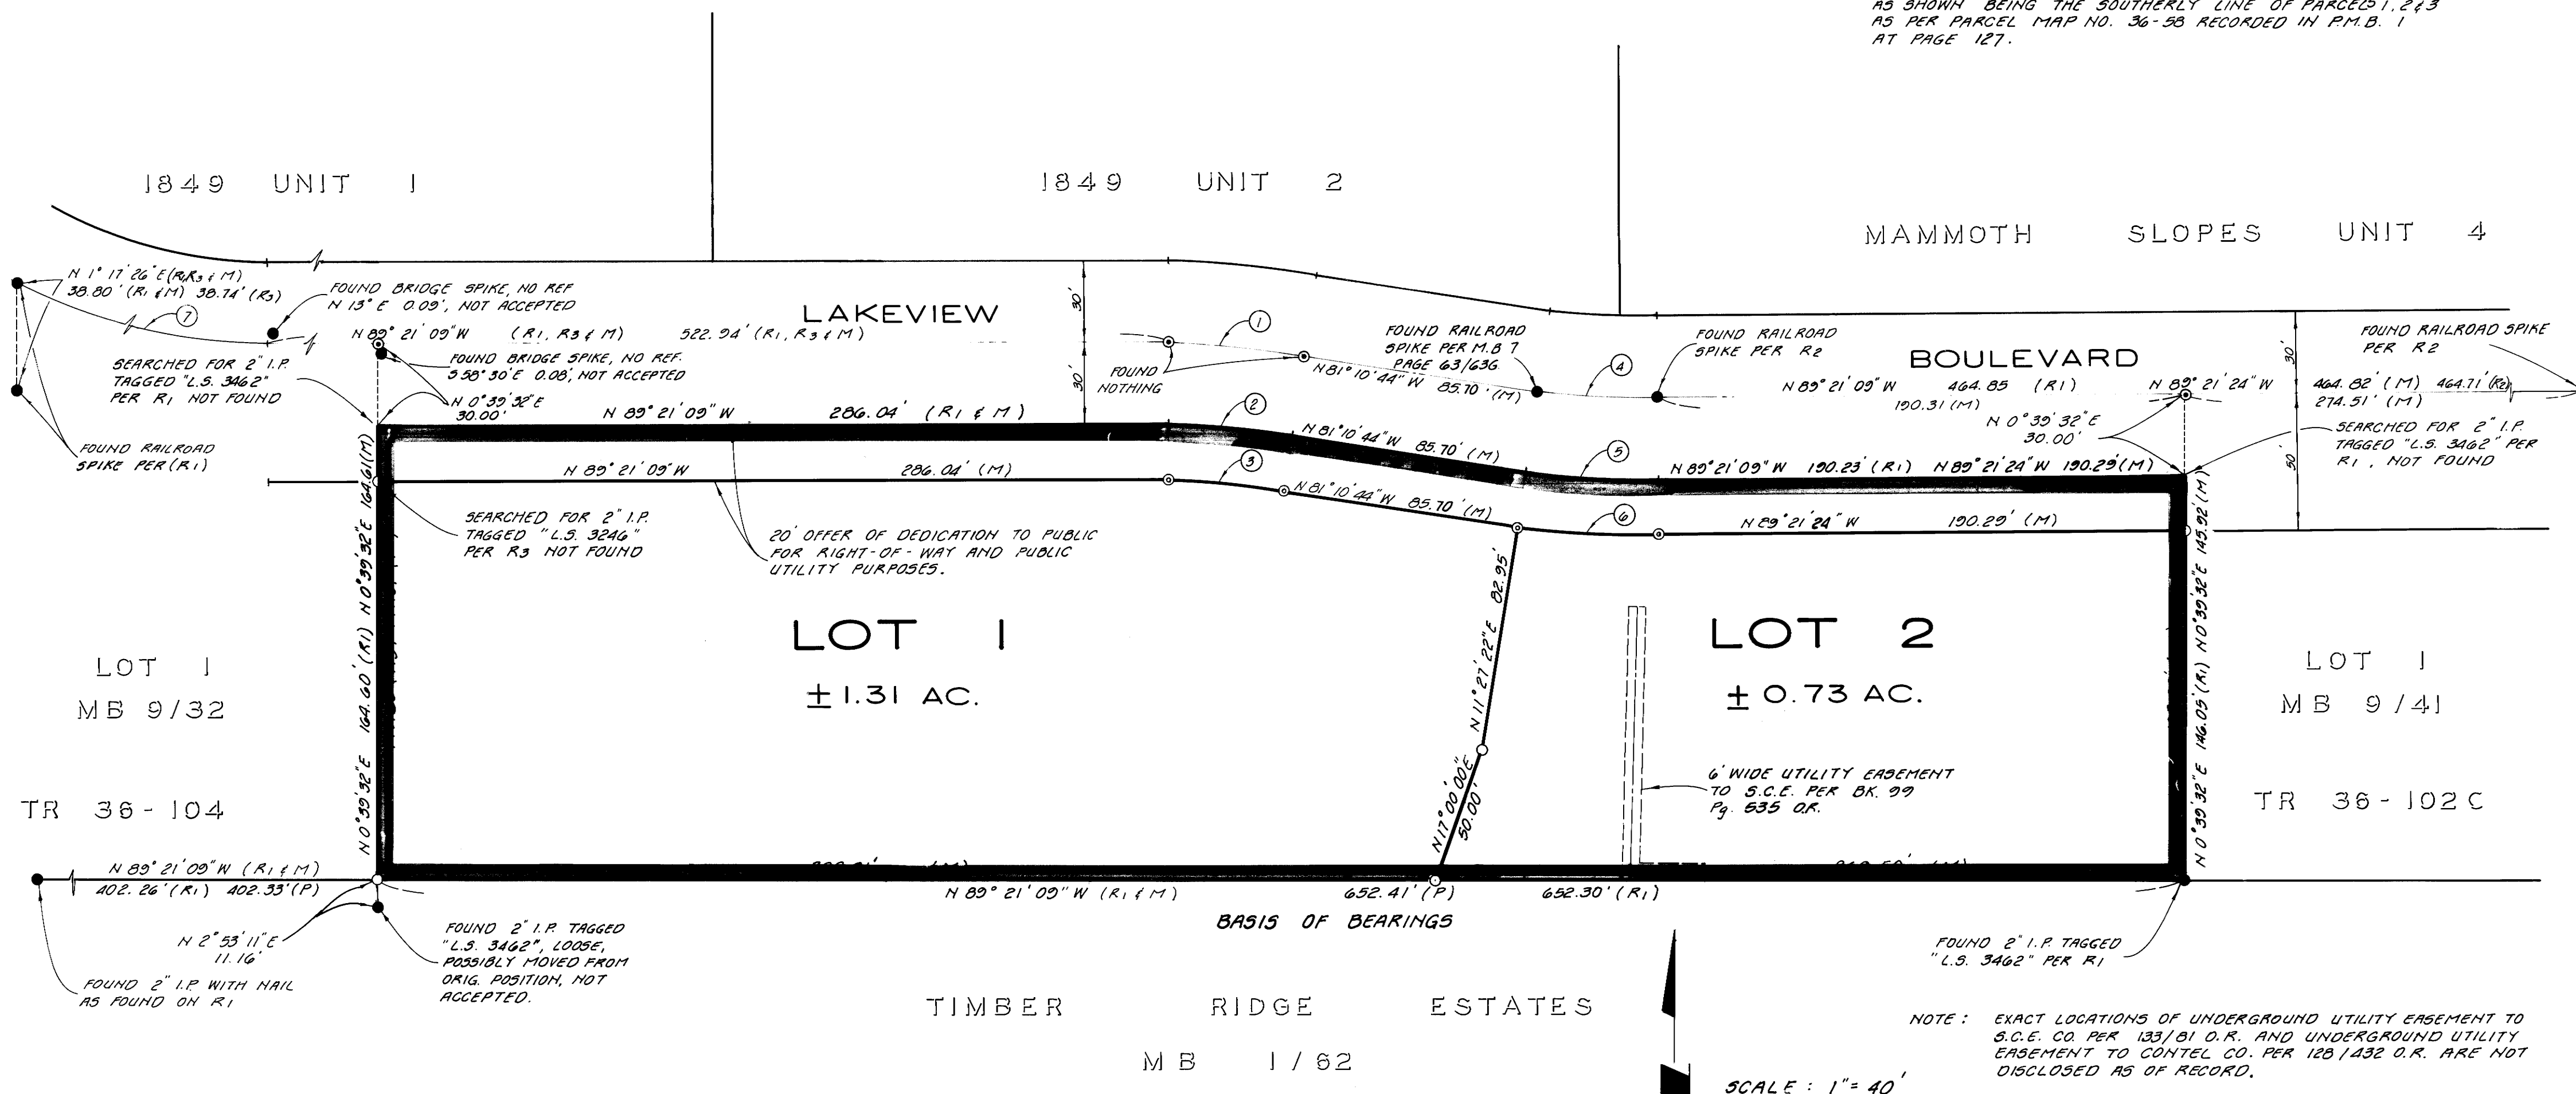 AS SHOWN BEING THE SOUTHERLY LINE OF PARCELS 1, 2 & 3
AS PER PARCEL MAP NO. 36-58 RECORDED IN P.M.B. 1
AT PAGE 127.
1849 UNIT 1
1849 UNIT 2
MAMMOTH SLOPES UNIT 4
N 1° 17' 26" E (R1, R3 & M)
38.80' (R1 & M) 38.74' (R3)
7
FOUND BRIDGE SPIKE, NO REF
N 13° E 0.09', NOT ACCEPTED
N 89° 21' 09" W (R1, R3 & M) 522.94' (R1, R3 & M)
LAKEVIEW
30'
30'
1
FOUND
NOTHING
N 81° 10' 44" W 85.70' (M)
FOUND RAILROAD
SPIKE PER M.B 7
PAGE 63/63G
4
FOUND RAILROAD
SPIKE PER R2
BOULEVARD
N 89° 21' 09" W 464.85 (R1)
190.31 (M)
N 89° 21' 24" W
464.82' (M) 464.71' (R2)
274.51' (M)
30'
50'
FOUND RAILROAD SPIKE
PER R2
SEARCHED FOR 2" I.P.
TAGGED "L.S. 3462"
PER R1 NOT FOUND
FOUND BRIDGE SPIKE, NO REF.
S 58° 30' E 0.08', NOT ACCEPTED
N 0° 39' 32" E
30.00'
N 89° 21' 09" W 286.04' (R1 & M)
2
N 81° 10' 44" W 85.70' (M)
5
N 89° 21' 09" W 190.23' (R1) N 89° 21' 24" W 190.29' (M)
N 0° 39' 32" E
30.00'
SEARCHED FOR 2" I.P.
TAGGED "L.S. 3462" PER
R1, NOT FOUND
FOUND RAILROAD
SPIKE PER (R1)
N 89° 21' 09" W 286.04' (M)
3
N 81° 10' 44" W 85.70' (M)
6
N 89° 21' 24" W 190.29' (M)
SEARCHED FOR 2" I.P.
TAGGED "L.S. 3246"
PER R3 NOT FOUND
20' OFFER OF DEDICATION TO PUBLIC
FOR RIGHT-OF-WAY AND PUBLIC
UTILITY PURPOSES.
N 0° 39' 32" E 164.60' (R1) N 0° 39' 32" E 164.61 (M)
LOT 1
± 1.31 AC.
N 11° 27' 22" E 82.95'
N 17° 00' 00" E
50.00'
LOT 2
± 0.73 AC.
6' WIDE UTILITY EASEMENT
TO S.C.E. PER BK. 99
Pg. 535 O.R.
N 0° 39' 32" E 146.05' (R1) N 0° 39' 32" E 145.92' (M)
LOT 1
MB 9/32
TR 36-104
LOT 1
MB 9/41
TR 36-102C
N 89° 21' 09" W (R1 & M)
402.26' (R1) 402.33' (P)
N 89° 21' 09" W (R1 & M) 652.41' (P) 652.30' (R1)
BASIS OF BEARINGS
N 2° 53' 11" E
11.16'
FOUND 2" I.P. WITH NAIL
AS FOUND ON R1
FOUND 2" I.P. TAGGED
"L.S. 3462", LOOSE,
POSSIBLY MOVED FROM
ORIG. POSITION, NOT
ACCEPTED.
FOUND 2" I.P. TAGGED
"L.S. 3462" PER R1
TIMBER RIDGE ESTATES
MB 1/62
SCALE : 1" = 40'
NOTE : EXACT LOCATIONS OF UNDERGROUND UTILITY EASEMENT TO
S.C.E. CO. PER 133/81 O.R. AND UNDERGROUND UTILITY
EASEMENT TO CONTEL CO. PER 128/432 O.R. ARE NOT
DISCLOSED AS OF RECORD.